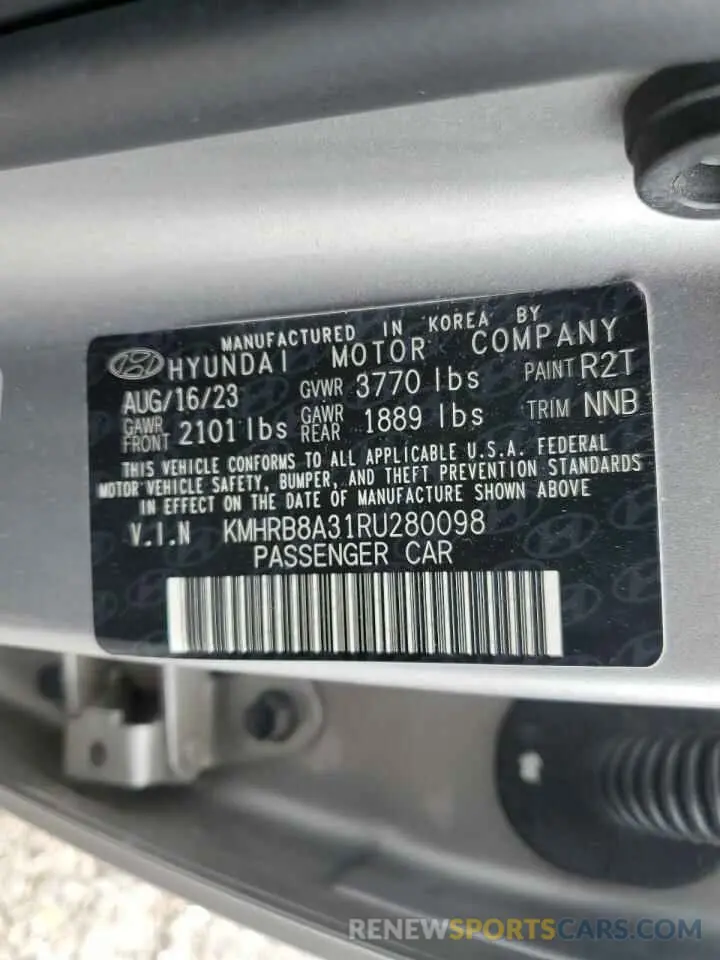 MANUFACTURED IN KOREA BY
HYUNDAI MOTOR COMPANY
AUG/16/23 GVWR 3770 lbs PAINT R2T
GAWR FRONT 2101 lbs GAWR REAR 1889 lbs TRIM NNB
THIS VEHICLE CONFORMS TO ALL APPLICABLE U.S.A. FEDERAL
MOTOR VEHICLE SAFETY, BUMPER, AND THEFT PREVENTION STANDARDS
IN EFFECT ON THE DATE OF MANUFACTURE SHOWN ABOVE
V.I.N KMHRB8A31RU280098
PASSENGER CAR
RENEWSPORTSCARS.COM